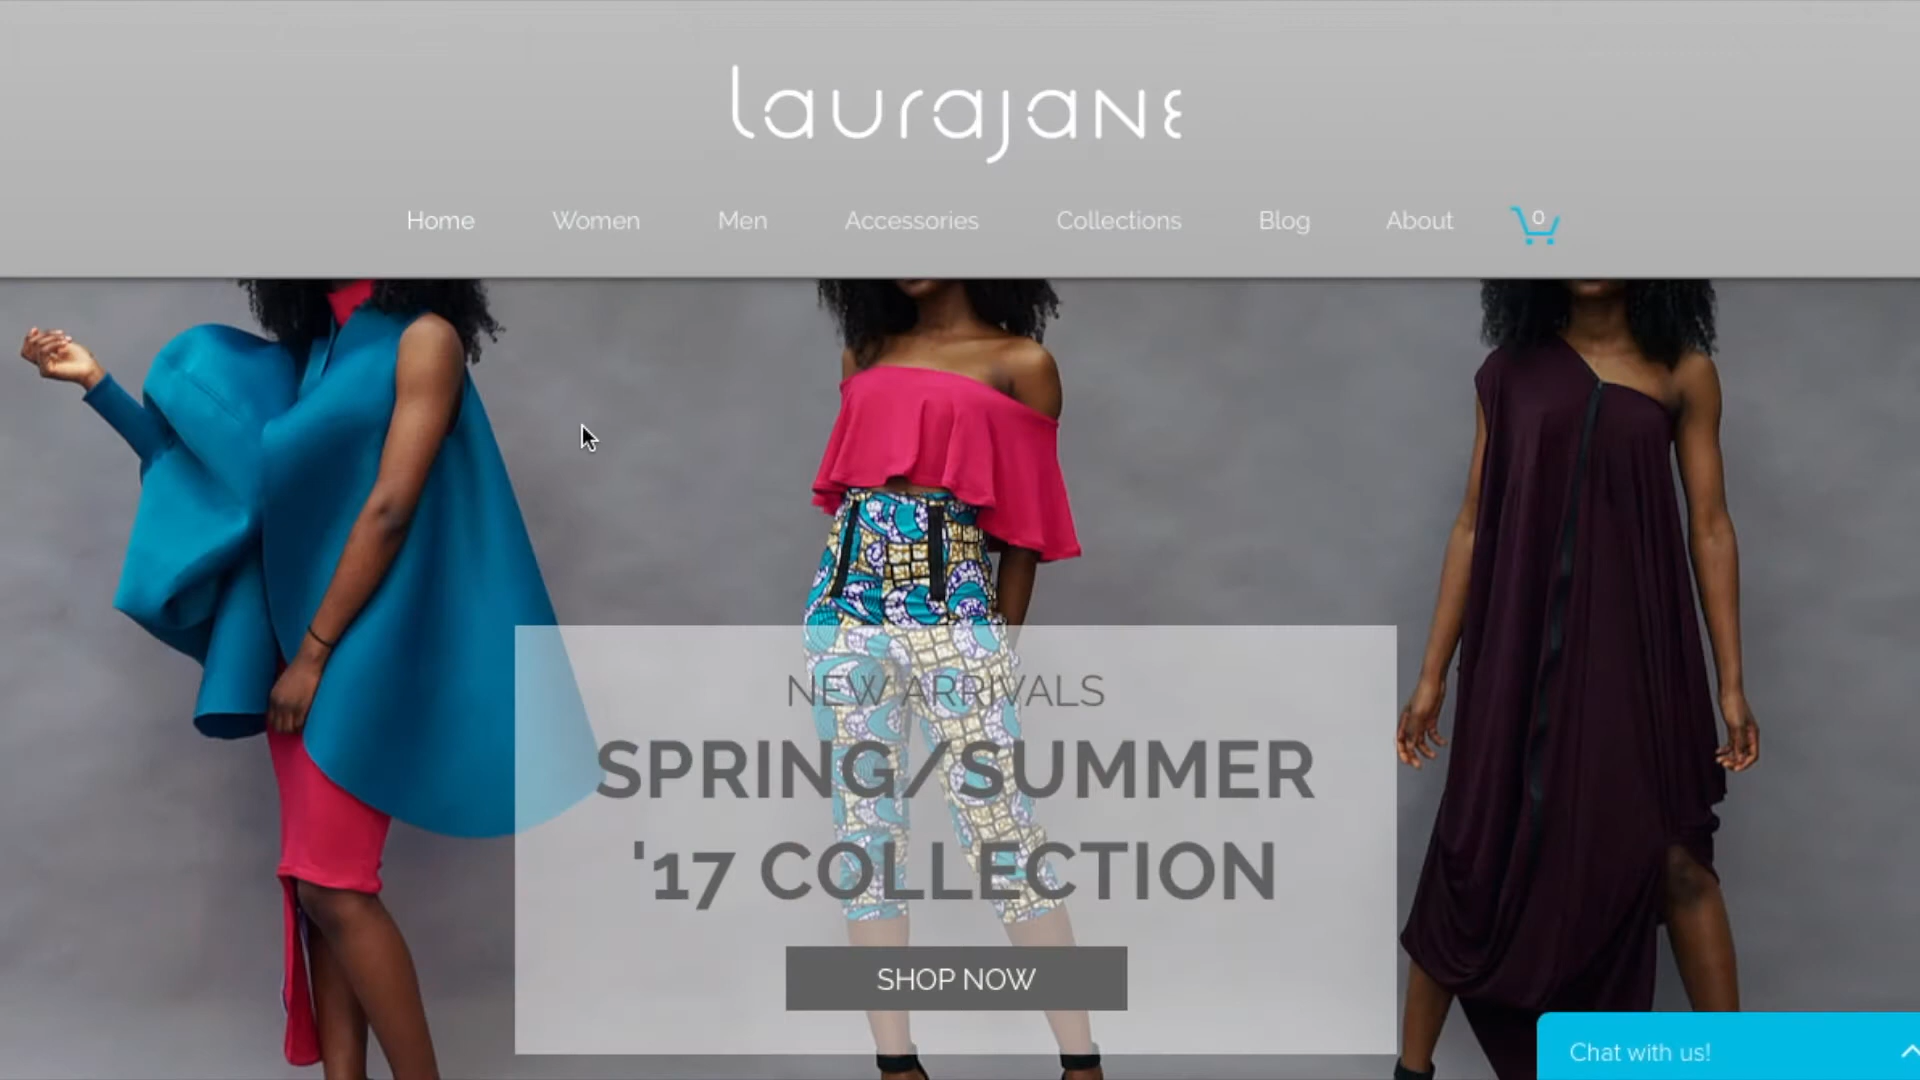 laurajane
Home Women Men Accessories Collections Blog About 0
NEW ARRIVALS
SPRING/SUMMER
'17 COLLECTION
SHOP NOW
Chat with us!